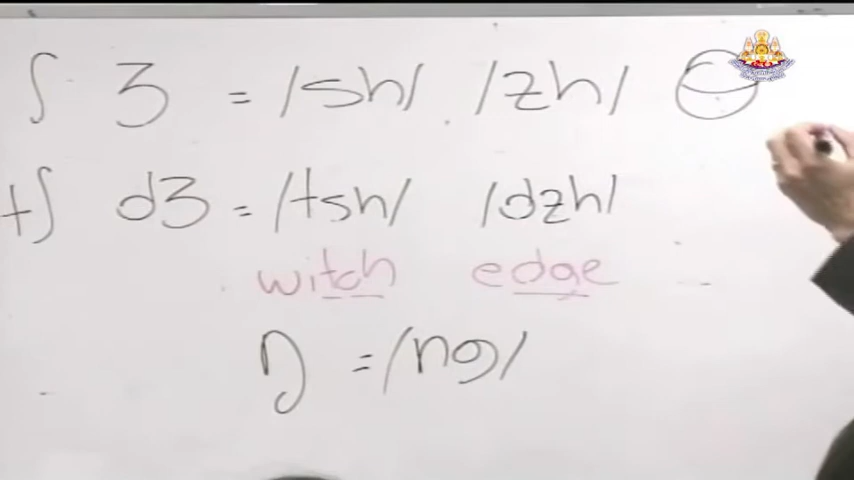 ʃ ʒ = /sh/ /zh/ θ
tʃ dʒ = /tsh/ /dzh/
witch edge
ŋ = /ng/